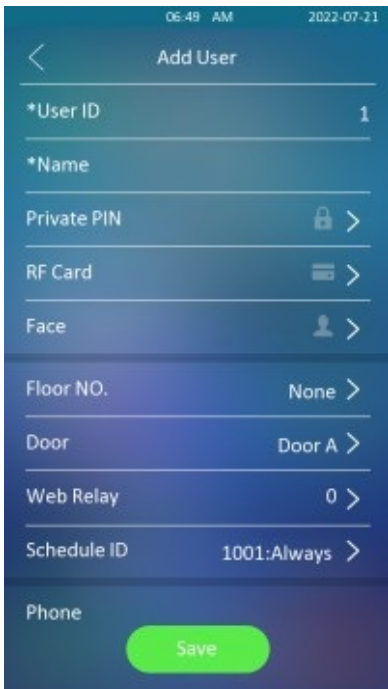 06:49 AM 2022-07-21
Add User
*User ID 1
*Name
Private PIN
RF Card
Face
Floor NO. None
Door Door A
Web Relay 0
Schedule ID 1001:Always
Phone
Save